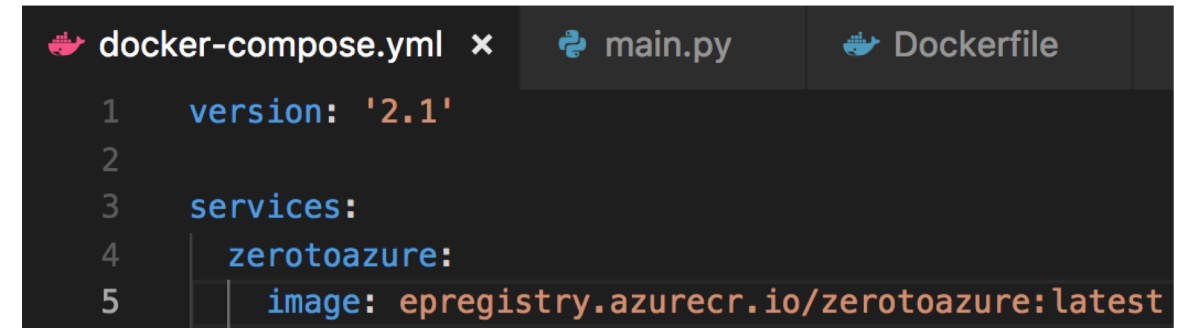 docker-compose.yml × main.py Dockerfile
1 version: '2.1'
2
3 services:
4 zerotoazure:
5 image: epregistry.azurecr.io/zerotoazure:latest